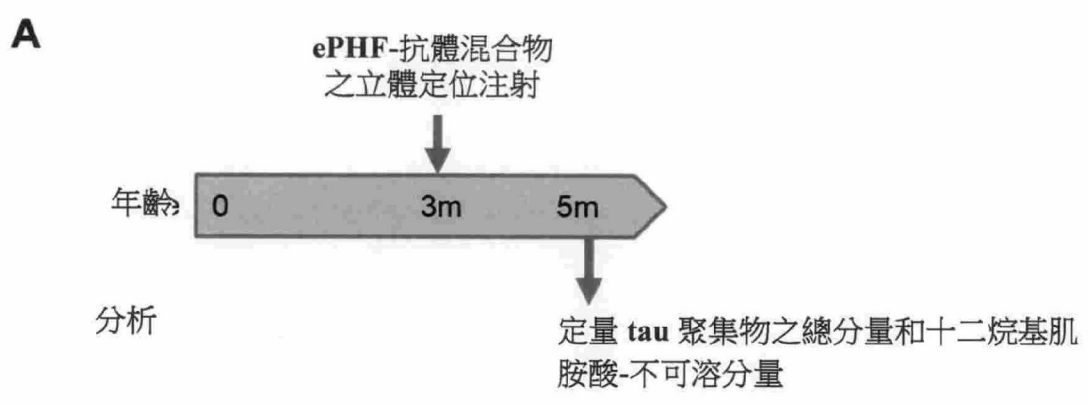 A
ePHF-抗體混合物
之立體定位注射
年齡
0 3m 5m
分析
定量 tau 聚集物之總分量和十二烷基肌
胺酸-不可溶分量